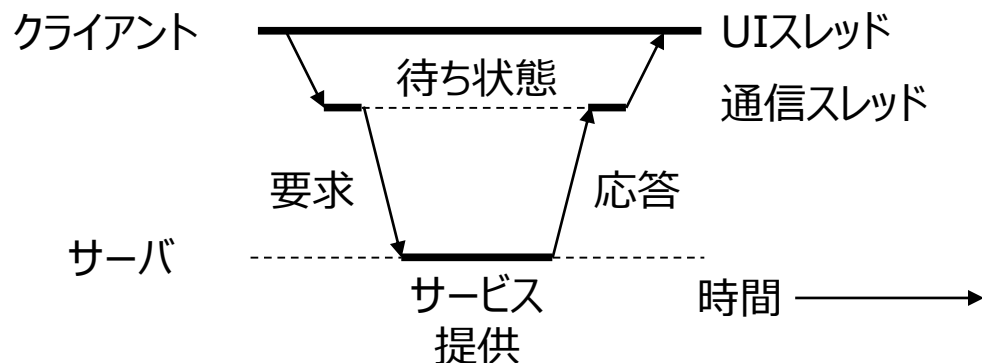 クライアント
UIスレッド
待ち状態
通信スレッド
要求
応答
サーバ
サービス
提供
時間